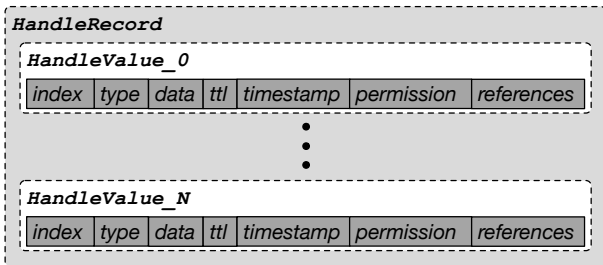 HandleRecord
HandleValue_0
index type data ttl timestamp permission references
HandleValue_N
index type data ttl timestamp permission references